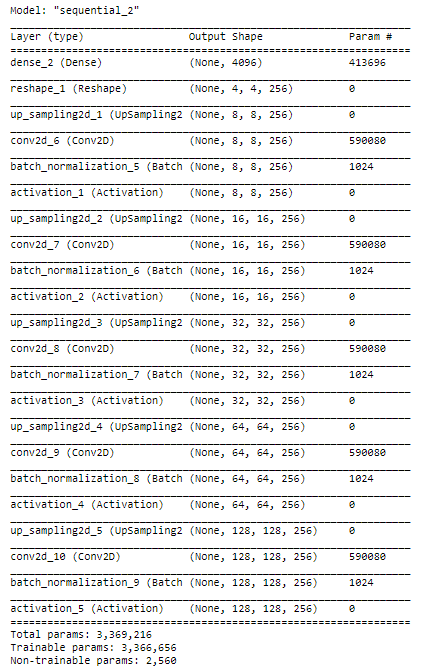 Model: "sequential_2"
Layer (type) Output Shape Param #
dense_2 (Dense) (None, 4096) 413696
reshape_1 (Reshape) (None, 4, 4, 256) 0
up_sampling2d_1 (UpSampling2 (None, 8, 8, 256) 0
conv2d_6 (Conv2D) (None, 8, 8, 256) 590080
batch_normalization_5 (Batch (None, 8, 8, 256) 1024
activation_1 (Activation) (None, 8, 8, 256) 0
up_sampling2d_2 (UpSampling2 (None, 16, 16, 256) 0
conv2d_7 (Conv2D) (None, 16, 16, 256) 590080
batch_normalization_6 (Batch (None, 16, 16, 256) 1024
activation_2 (Activation) (None, 16, 16, 256) 0
up_sampling2d_3 (UpSampling2 (None, 32, 32, 256) 0
conv2d_8 (Conv2D) (None, 32, 32, 256) 590080
batch_normalization_7 (Batch (None, 32, 32, 256) 1024
activation_3 (Activation) (None, 32, 32, 256) 0
up_sampling2d_4 (UpSampling2 (None, 64, 64, 256) 0
conv2d_9 (Conv2D) (None, 64, 64, 256) 590080
batch_normalization_8 (Batch (None, 64, 64, 256) 1024
activation_4 (Activation) (None, 64, 64, 256) 0
up_sampling2d_5 (UpSampling2 (None, 128, 128, 256) 0
conv2d_10 (Conv2D) (None, 128, 128, 256) 590080
batch_normalization_9 (Batch (None, 128, 128, 256) 1024
activation_5 (Activation) (None, 128, 128, 256) 0
Total params: 3,369,216
Trainable params: 3,366,656
Non-trainable params: 2,560